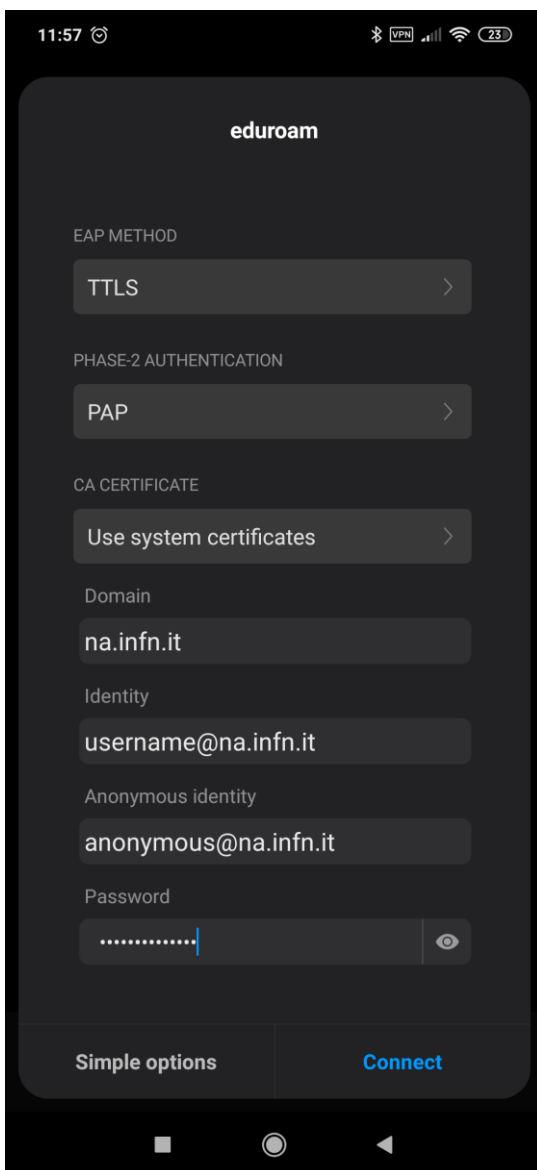 11:57 VPN 23
eduroam
EAP METHOD
TTLS
PHASE-2 AUTHENTICATION
PAP
CA CERTIFICATE
Use system certificates
Domain
na.infn.it
Identity
username@na.infn.it
Anonymous identity
anonymous@na.infn.it
Password
••••••••••••••
Simple options Connect